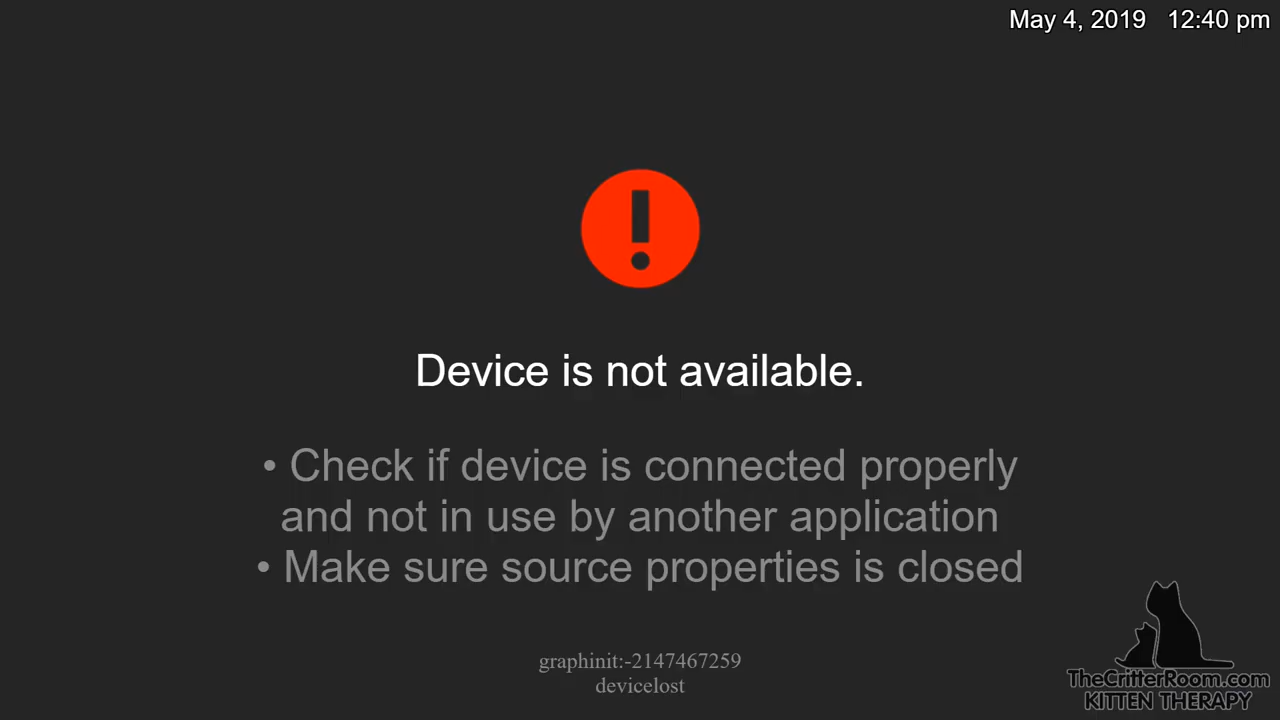 May 4, 2019   12:40 pm
!
Device is not available.
• Check if device is connected properly
and not in use by another application
• Make sure source properties is closed
graphinit:-2147467259
devicelost
TheCritterRoom.com
KITTEN THERAPY